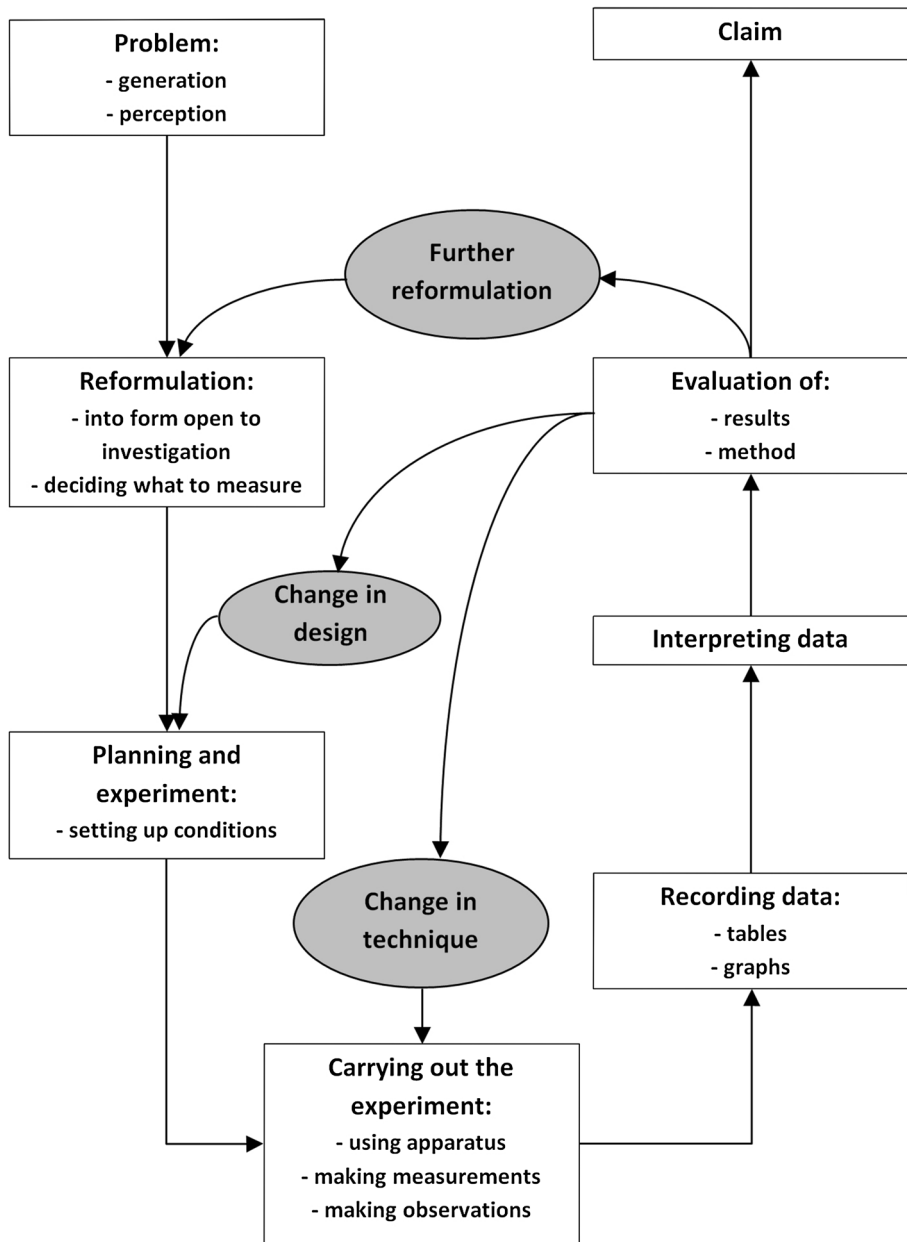 Problem:
- generation
- perception
Claim
Further
reformulation
Reformulation:
- into form open to
investigation
- deciding what to measure
Evaluation of:
- results
- method
Change in
design
Interpreting data
Planning and
experiment:
- setting up conditions
Change in
technique
Recording data:
- tables
- graphs
Carrying out the
experiment:
- using apparatus
- making measurements
- making observations